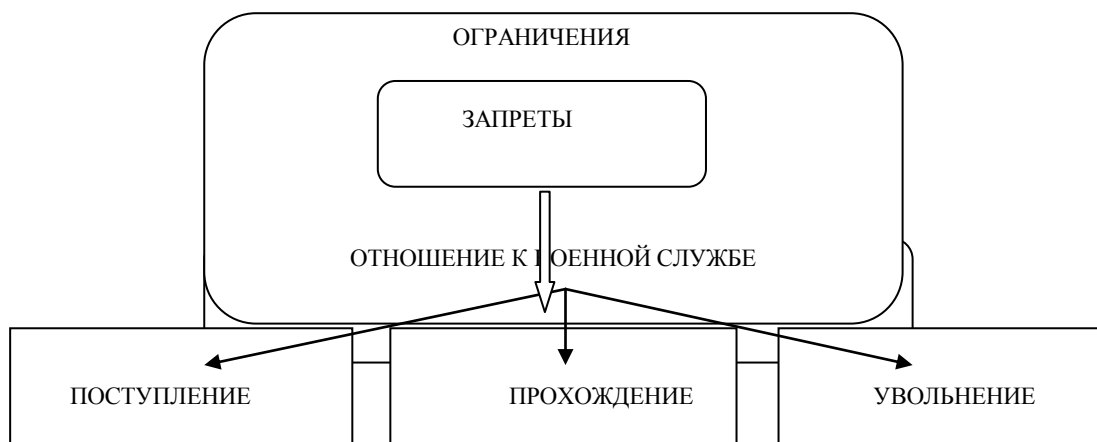 ОГРАНИЧЕНИЯ
ЗАПРЕТЫ
ОТНОШЕНИЕ К ВОЕННОЙ СЛУЖБЕ
ПОСТУПЛЕНИЕ
ПРОХОЖДЕНИЕ
УВОЛЬНЕНИЕ